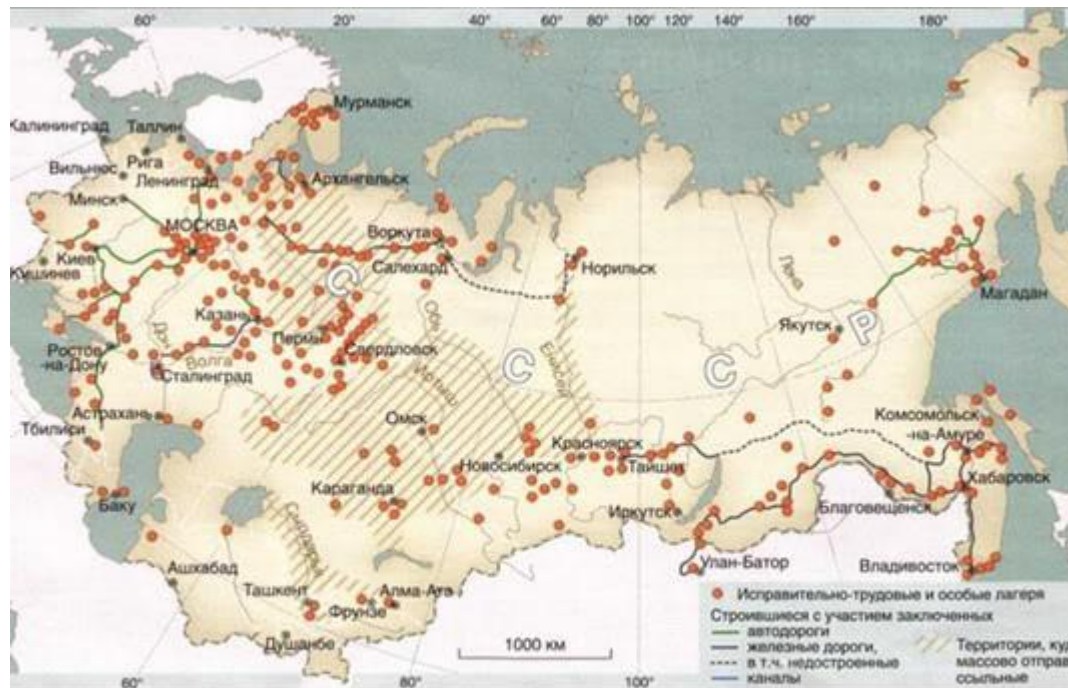 60° 20° 40° 60° 80° 100° 120° 140° 160° 180°
Мурманск
Калининград
Таллин
Вильнюс
Рига
Ленинград
Архангельск
Минск
МОСКВА
Воркута
Киев
Кишинев
Салехард
Норильск
Лена
Магадан
С
Казань
Обь
Якутск
Р
Пермь
Дон
Ростов
-на-Дону
Волга
Свердловск
Енисей
С
С
Сталинград
Иртыш
Астрахань
Омск
Комсомольск
-на-Амуре
Тбилиси
Красноярск
Новосибирск
Тайшет
Хабаровск
Караганда
Баку
Иркутск
Благовещенск
Сырдарья
Ашхабад
Улан-Батор
Владивосток
Ташкент
Алма-Ата
Фрунзе
Исправительно-трудовые и особые лагеря
Душанбе
Строившиеся с участием заключенных
1000 км
автодороги
железные дороги,
в т.ч. недостроенные
каналы
Территории, куд
массово отправ
ссыльные
60° 80° 100°